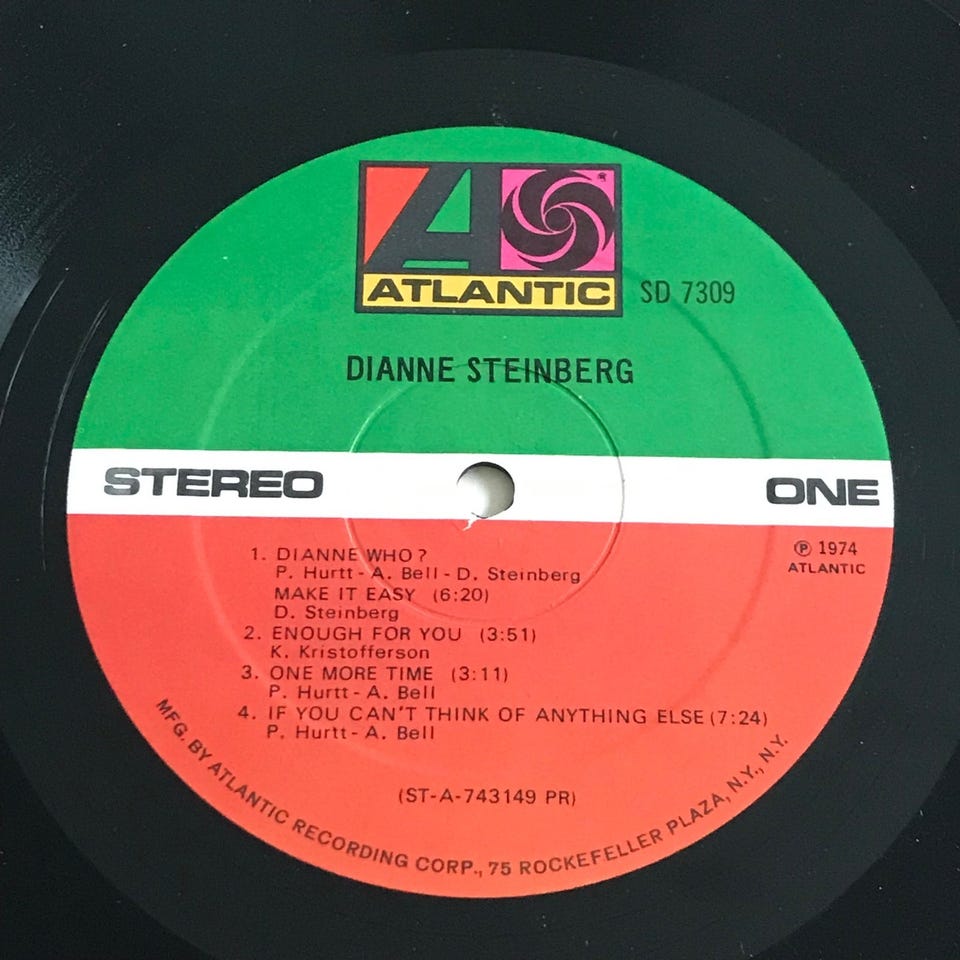 ATLANTIC
SD 7309
DIANNE STEINBERG
STEREO
ONE
℗ 1974
ATLANTIC
1. DIANNE WHO?
P. Hurtt - A. Bell - D. Steinberg
MAKE IT EASY (6:20)
D. Steinberg
2. ENOUGH FOR YOU (3:51)
K. Kristofferson
3. ONE MORE TIME (3:11)
P. Hurtt - A. Bell
4. IF YOU CAN'T THINK OF ANYTHING ELSE (7:24)
P. Hurtt - A. Bell
(ST-A-743149 PR)
MFG. BY ATLANTIC RECORDING CORP., 75 ROCKEFELLER PLAZA, N.Y., N.Y.